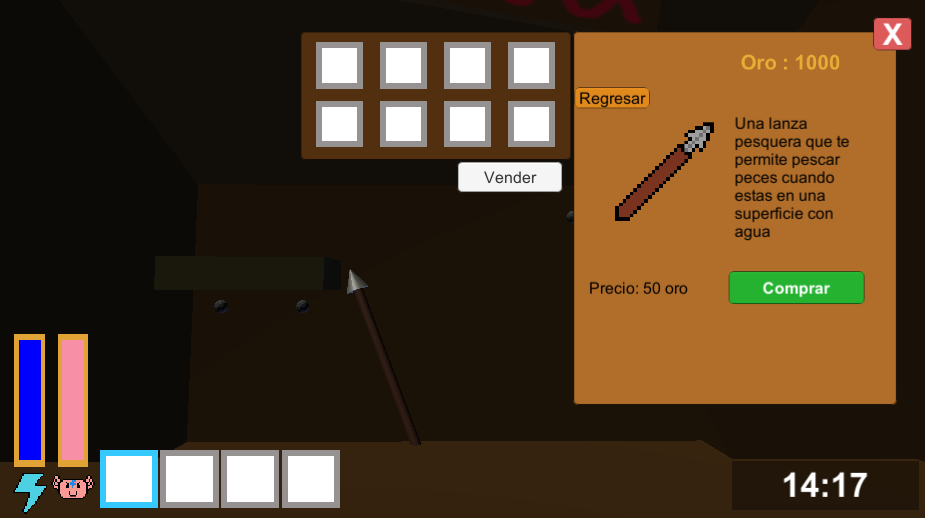 X
Oro : 1000
Regresar
Una lanza
pesquera que te
permite pescar
peces cuando
estas en una
superficie con
agua
Vender
Precio: 50 oro
Comprar
14:17